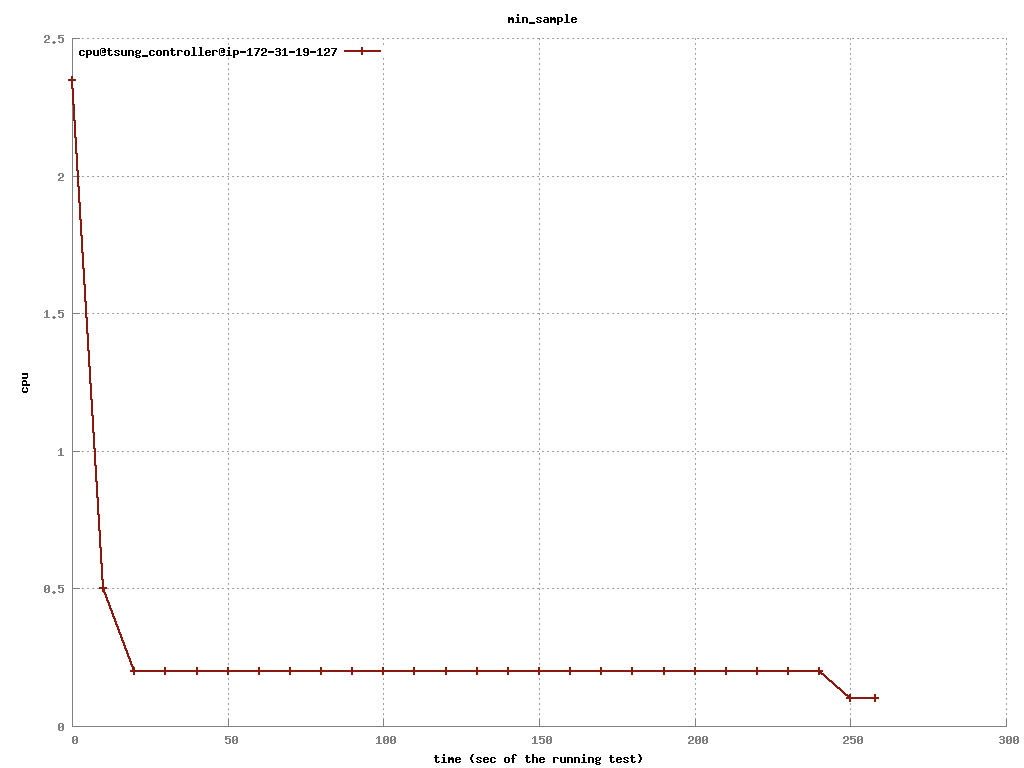 min_sample
2.5
cpu@tsung_controller@ip-172-31-19-127
2
1.5
cpu
1
0.5
0
0 50 100 150 200 250 300
time (sec of the running test)